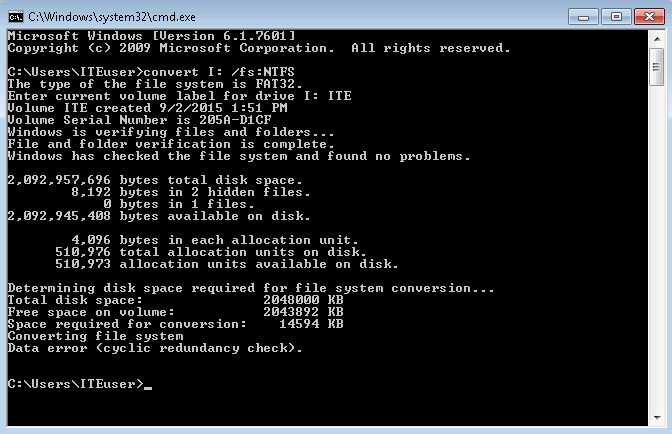 C:\Windows\system32\cmd.exe
Microsoft Windows [Version 6.1.7601]
Copyright (c) 2009 Microsoft Corporation.  All rights reserved.
C:\Users\ITEuser>convert I: /fs:NTFS
The type of the file system is FAT32.
Enter current volume label for drive I: ITE
Volume ITE created 9/2/2015 1:51 PM
Volume Serial Number is 205A-D1CF
Windows is verifying files and folders...
File and folder verification is complete.
Windows has checked the file system and found no problems.
2,092,957,696 bytes total disk space.
8,192 bytes in 2 hidden files.
0 bytes in 1 files.
2,092,945,408 bytes available on disk.
4,096 bytes in each allocation unit.
510,976 total allocation units on disk.
510,973 allocation units available on disk.
Determining disk space required for file system conversion...
Total disk space:               2048000 KB
Free space on volume:           2043892 KB
Space required for conversion:    14594 KB
Converting file system
Data error (cyclic redundancy check).
C:\Users\ITEuser>_